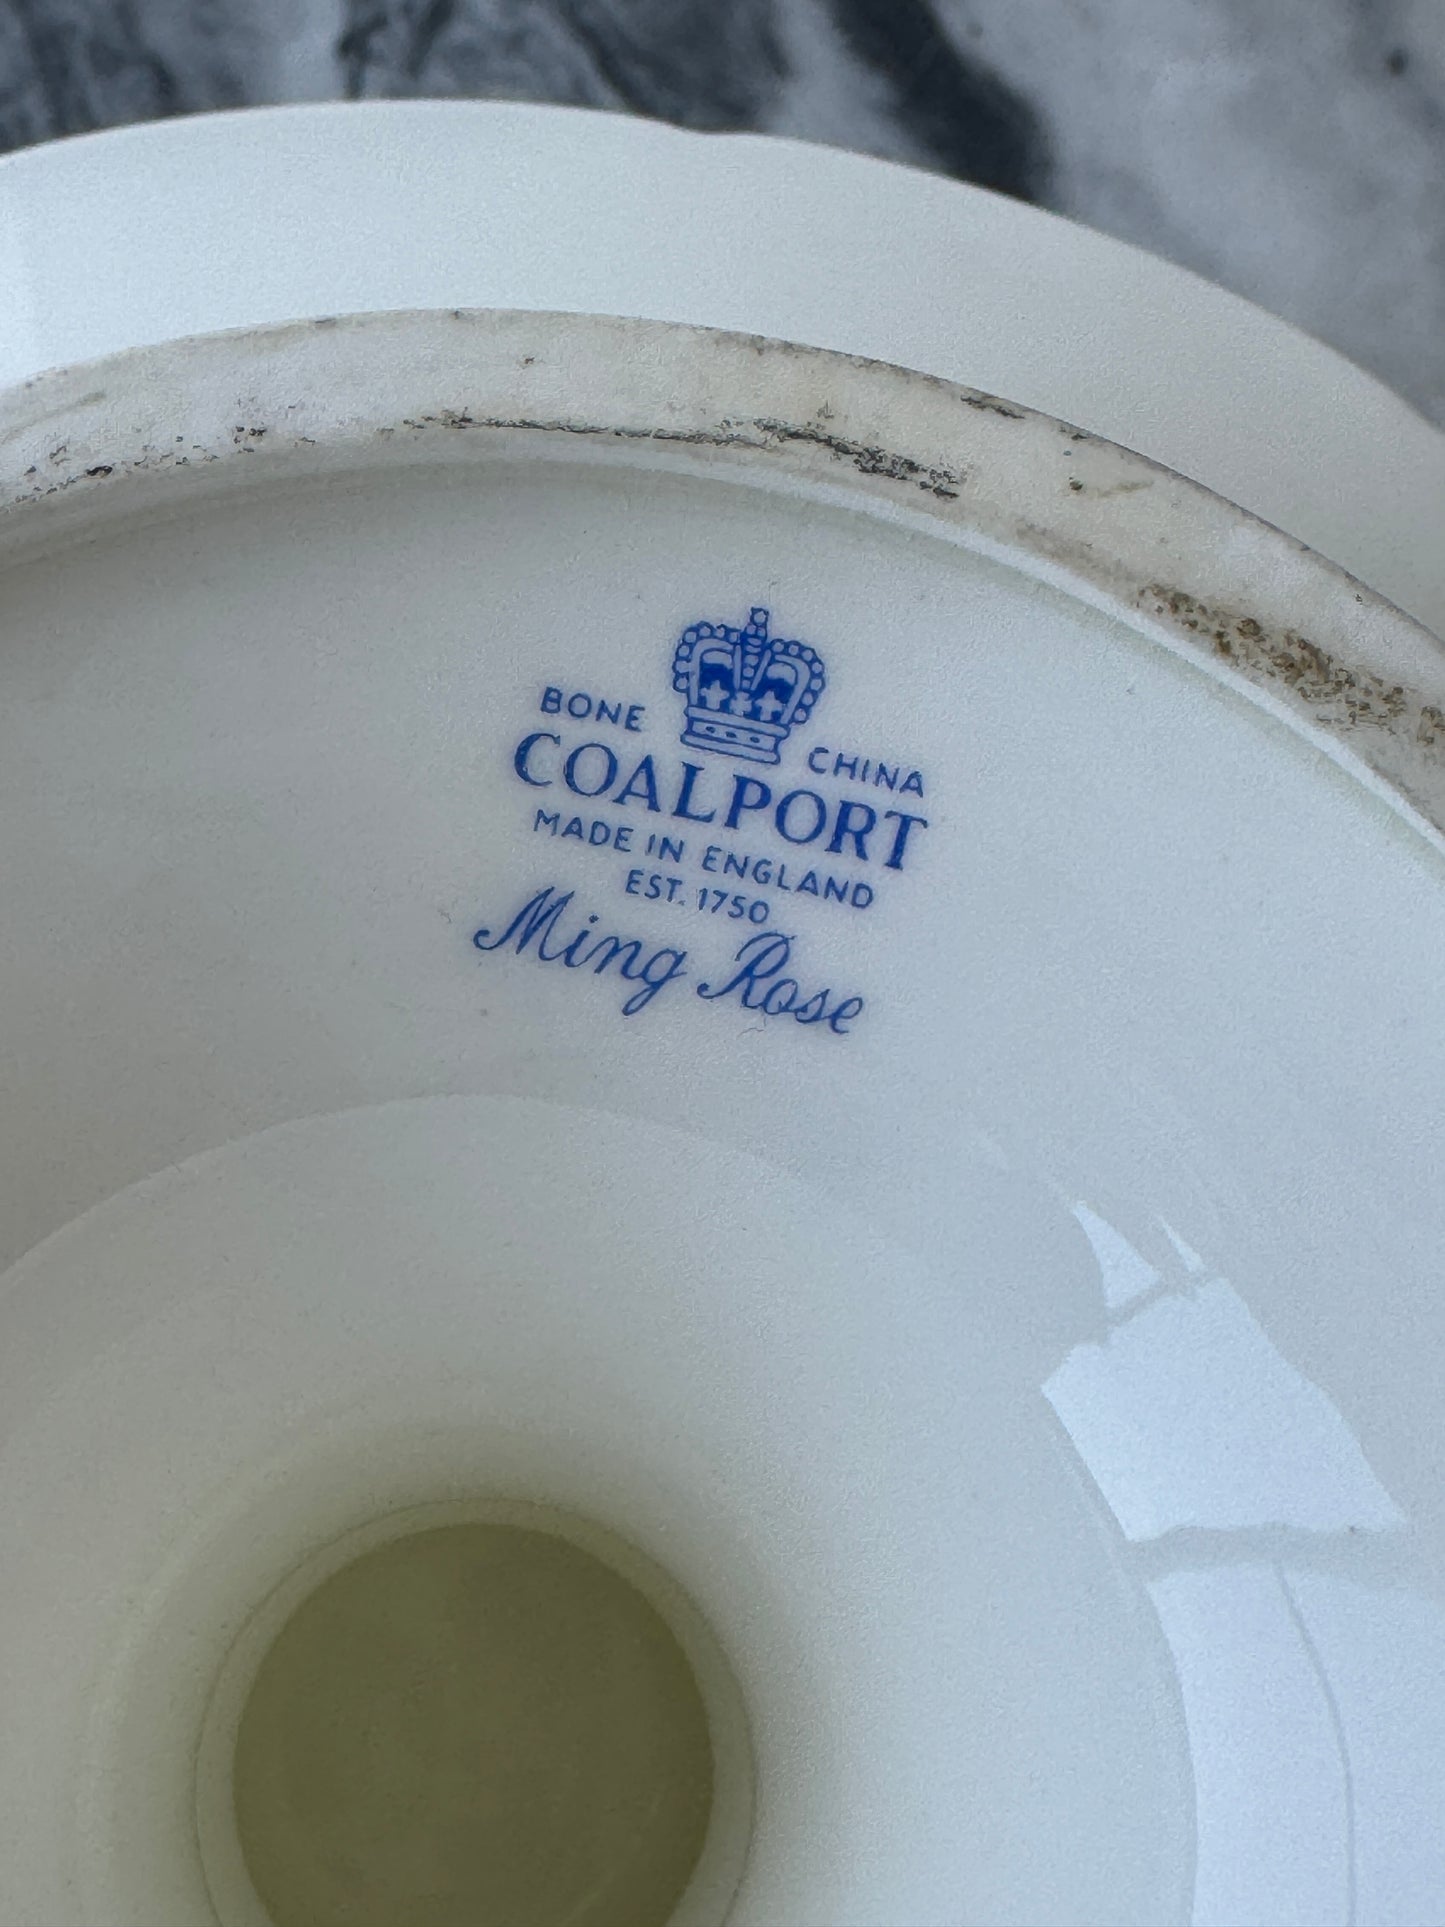 BONE CHINA
COALPORT
MADE IN ENGLAND
EST. 1750
Ming Rose